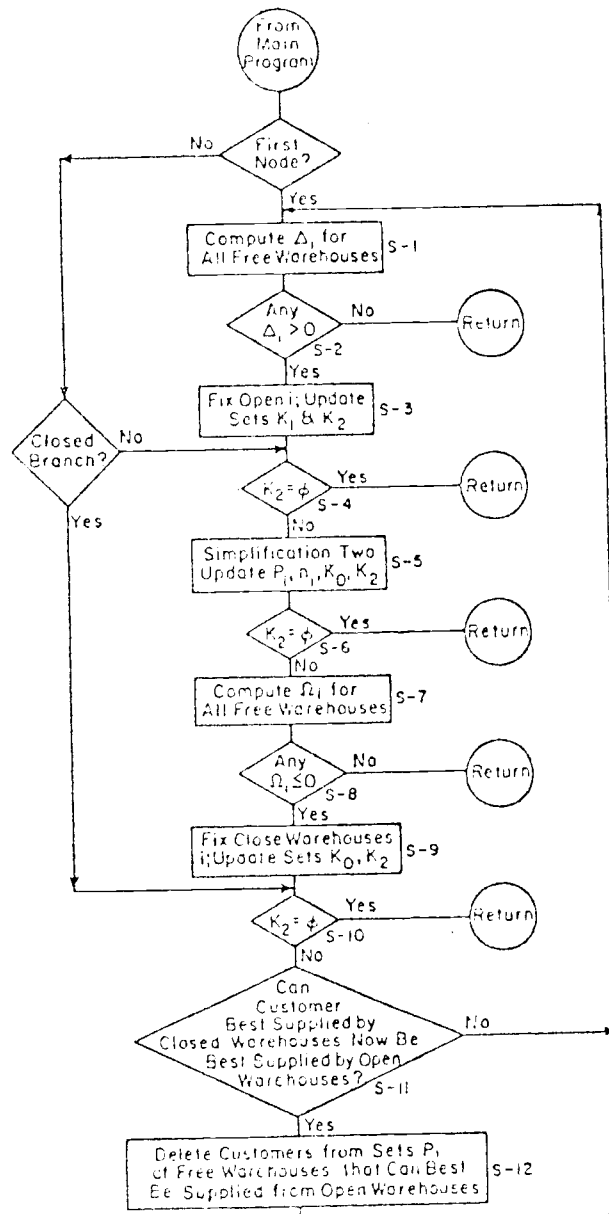 From
Main
Program
No
First
Node?
Yes
Compute Δi for
All Free Warehouses
S-1
Any
Δi > 0
No
Return
S-2
Yes
Fix Open i; Update
Sets K1 & K2
S-3
Closed
Branch?
No
Yes
K2 = φ
Yes
Return
S-4
No
Simplification Two
Update Pi, ni, K0, K2
S-5
K2 = φ
Yes
Return
S-6
No
Compute Ωi for
All Free Warehouses
S-7
Any
Ωi ≤ 0
No
Return
S-8
Yes
Fix Close Warehouses
i; Update Sets K0, K2
S-9
K2 = φ
Yes
Return
S-10
No
Can
Customer
Best Supplied by
Closed Warehouses Now Be
Best Supplied by Open
Warehouses?
No
S-11
Yes
Delete Customers from Sets Pi
of Free Warehouses that Can Best
Be Supplied from Open Warehouses
S-12